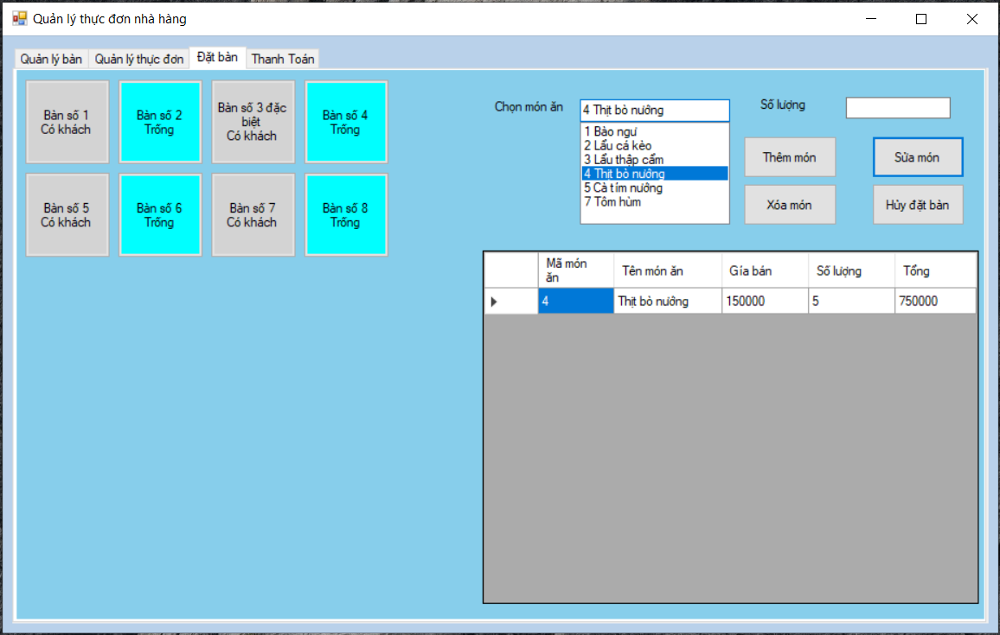 Quản lý thực đơn nhà hàng
Quản lý bàn
Quản lý thực đơn
Đặt bàn
Thanh Toán
Bàn số 1
Có khách
Bàn số 2
Trống
Bàn số 3 đặc
biệt
Có khách
Bàn số 4
Trống
Bàn số 5
Có khách
Bàn số 6
Trống
Bàn số 7
Có khách
Bàn số 8
Trống
Chọn món ăn
4 Thịt bò nướng
1 Bào ngư
2 Lẩu cá kèo
3 Lẩu thập cẩm
4 Thịt bò nướng
5 Cà tím nướng
7 Tôm hùm
Số lượng
Thêm món
Sửa món
Xóa món
Hủy đặt bàn
Mã món
ăn
Tên món ăn
Gía bán
Số lượng
Tổng
4
Thịt bò nướng
150000
5
750000